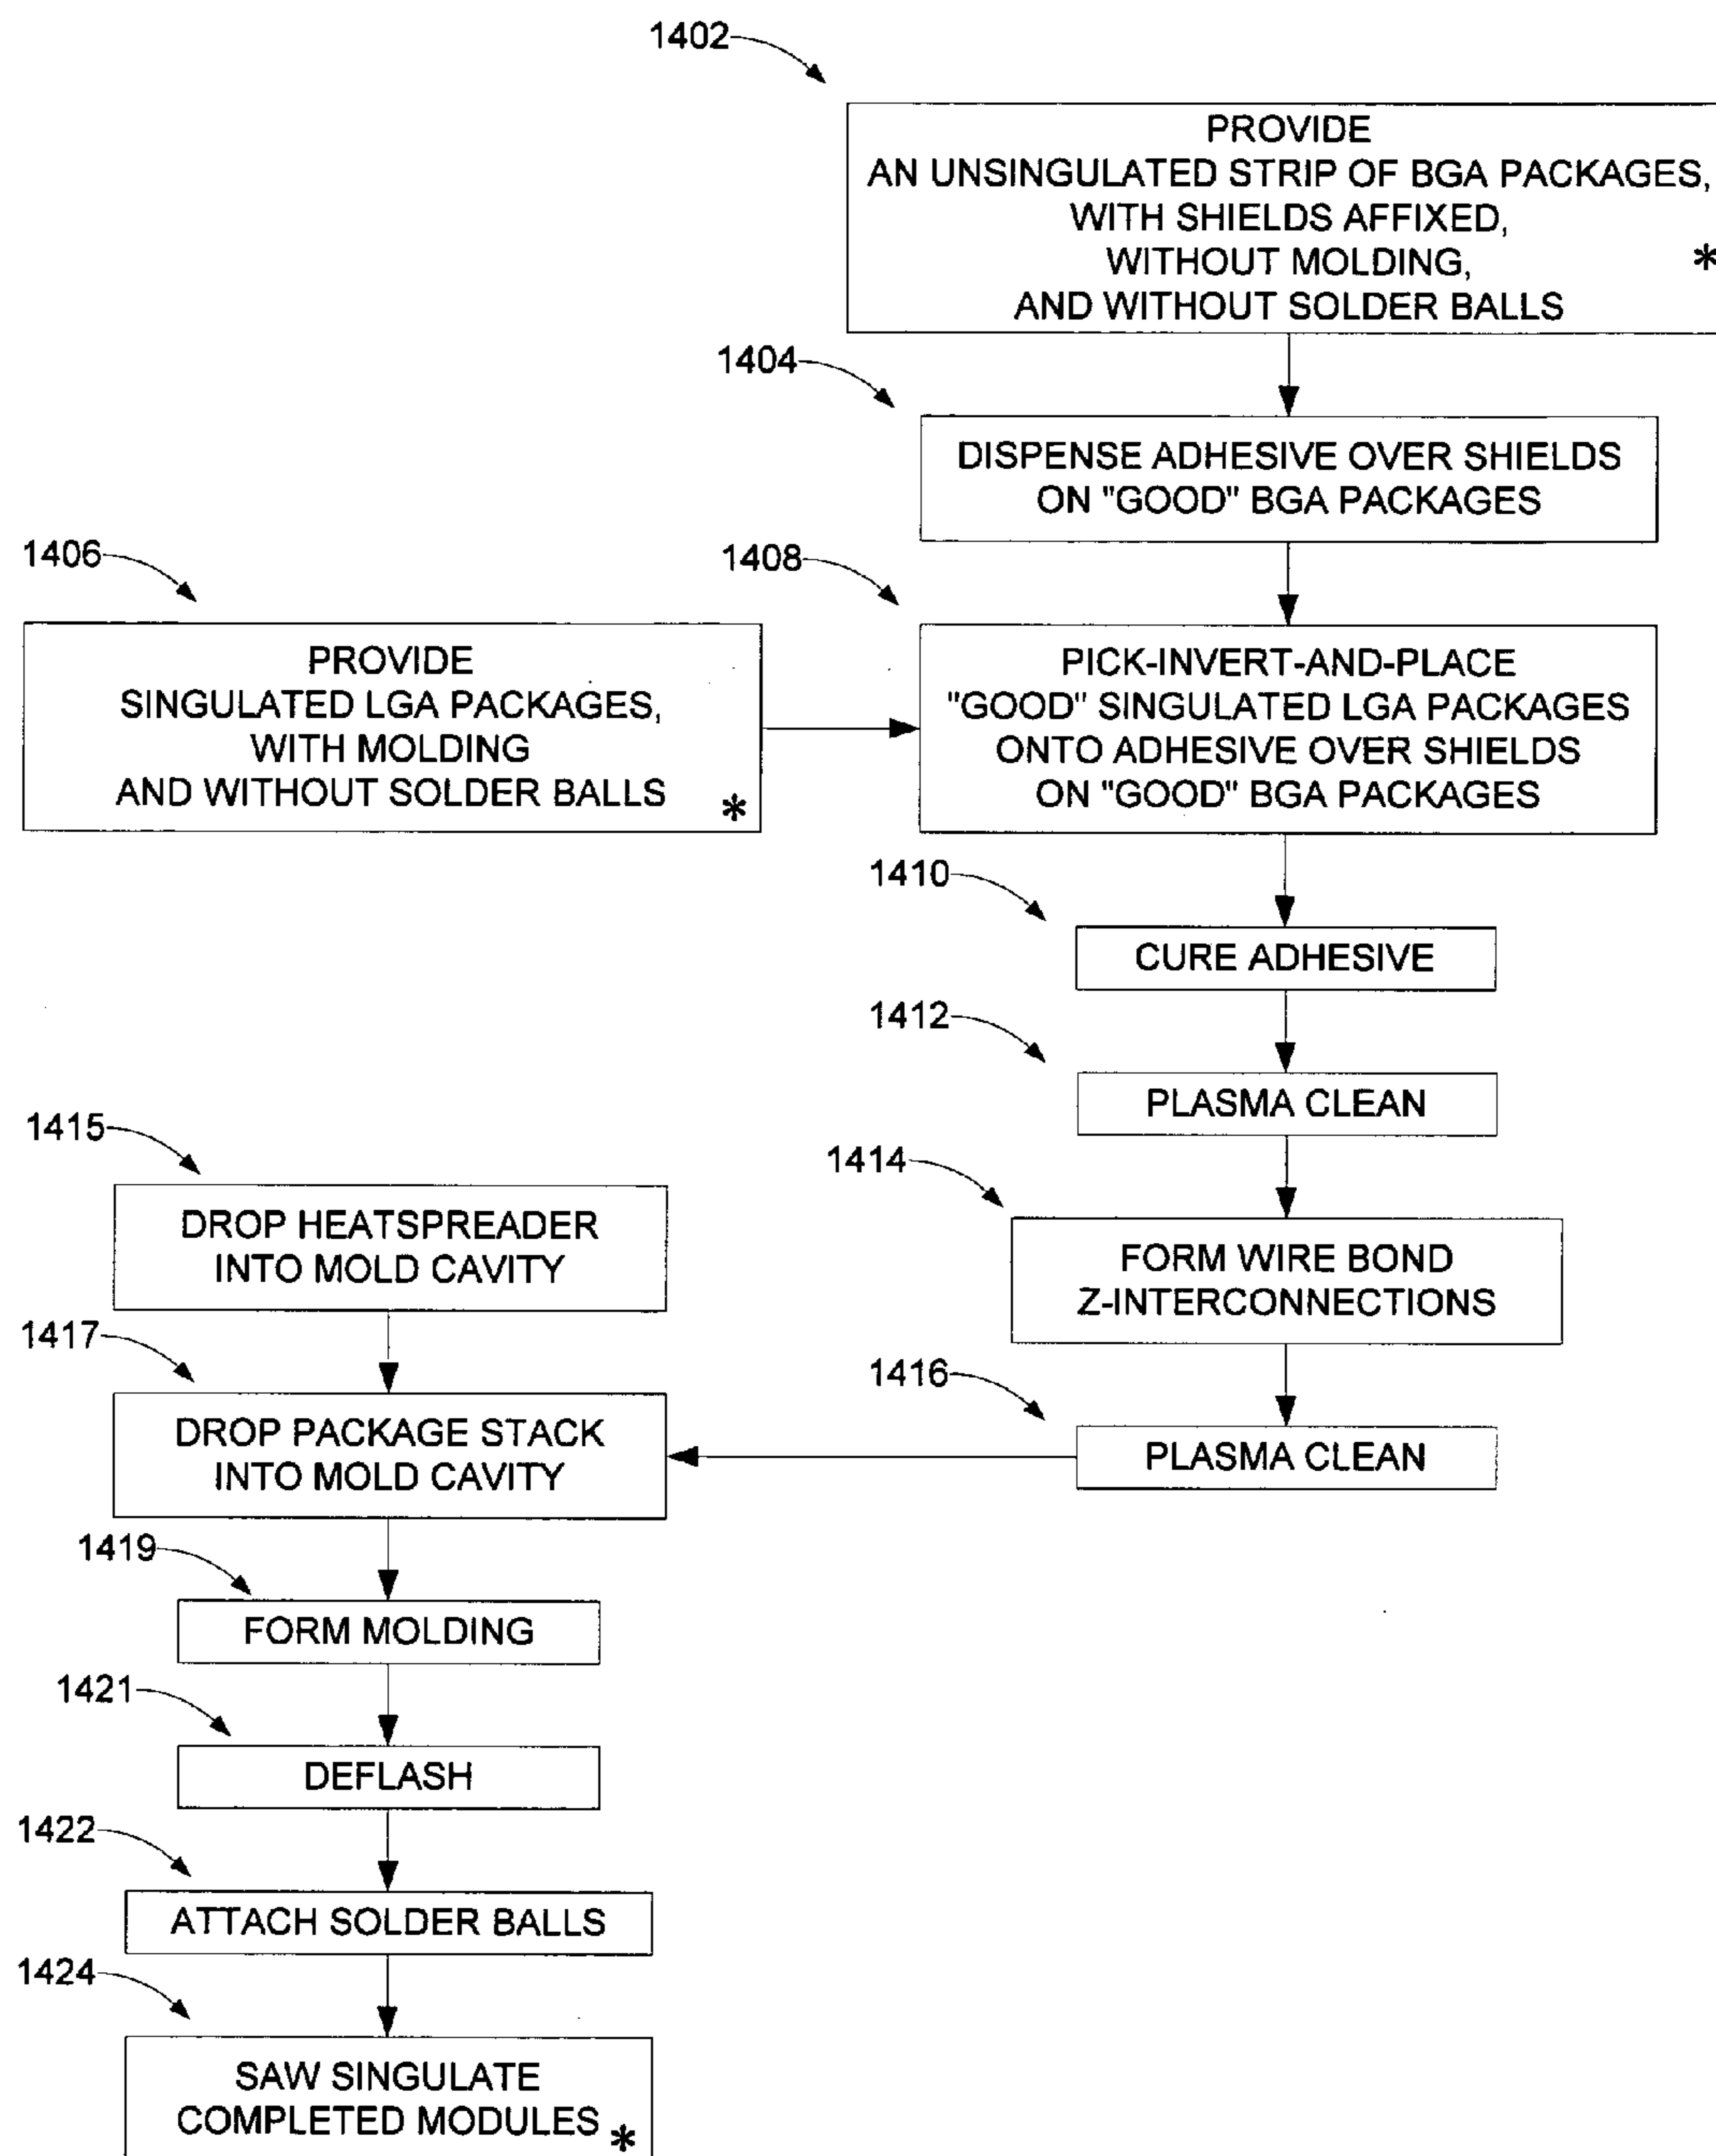 1402
PROVIDE
AN UNSINGULATED STRIP OF BGA PACKAGES,
WITH SHIELDS AFFIXED,
WITHOUT MOLDING,
AND WITHOUT SOLDER BALLS
*
1404
DISPENSE ADHESIVE OVER SHIELDS
ON "GOOD" BGA PACKAGES
1406
PROVIDE
SINGULATED LGA PACKAGES,
WITH MOLDING
AND WITHOUT SOLDER BALLS
*
1408
PICK-INVERT-AND-PLACE
"GOOD" SINGULATED LGA PACKAGES
ONTO ADHESIVE OVER SHIELDS
ON "GOOD" BGA PACKAGES
1410
CURE ADHESIVE
1412
PLASMA CLEAN
1414
FORM WIRE BOND
Z-INTERCONNECTIONS
1416
PLASMA CLEAN
1415
DROP HEATSPREADER
INTO MOLD CAVITY
1417
DROP PACKAGE STACK
INTO MOLD CAVITY
1419
FORM MOLDING
1421
DEFLASH
1422
ATTACH SOLDER BALLS
1424
SAW SINGULATE
COMPLETED MODULES
*